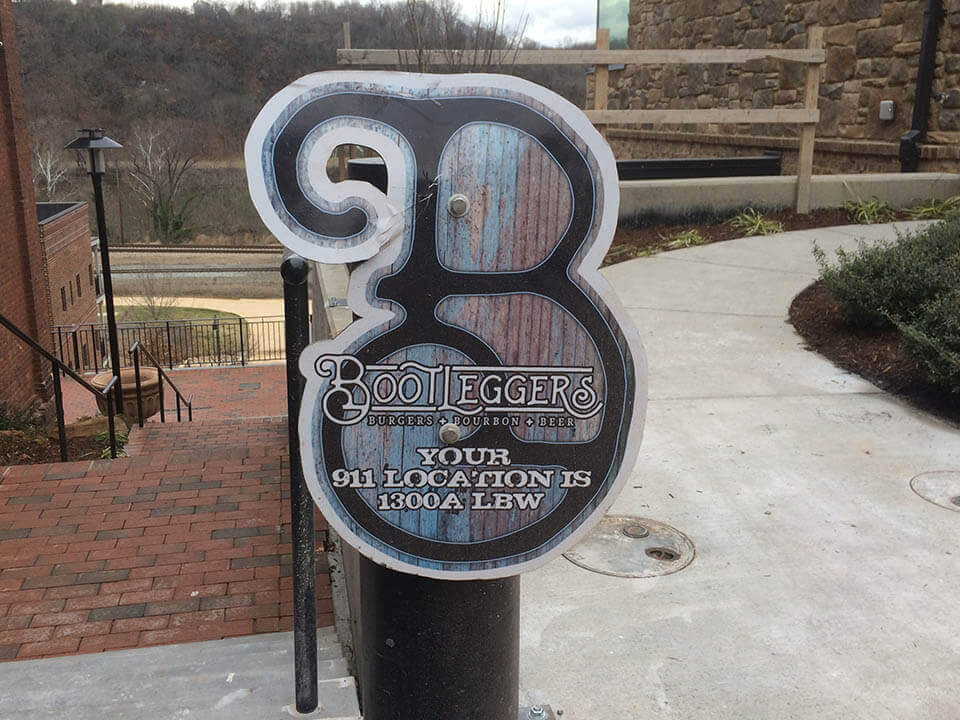 BOOTLEGGERS
BURGERS + BOURBON + BEER
YOUR
911 LOCATION IS
1300A LBW